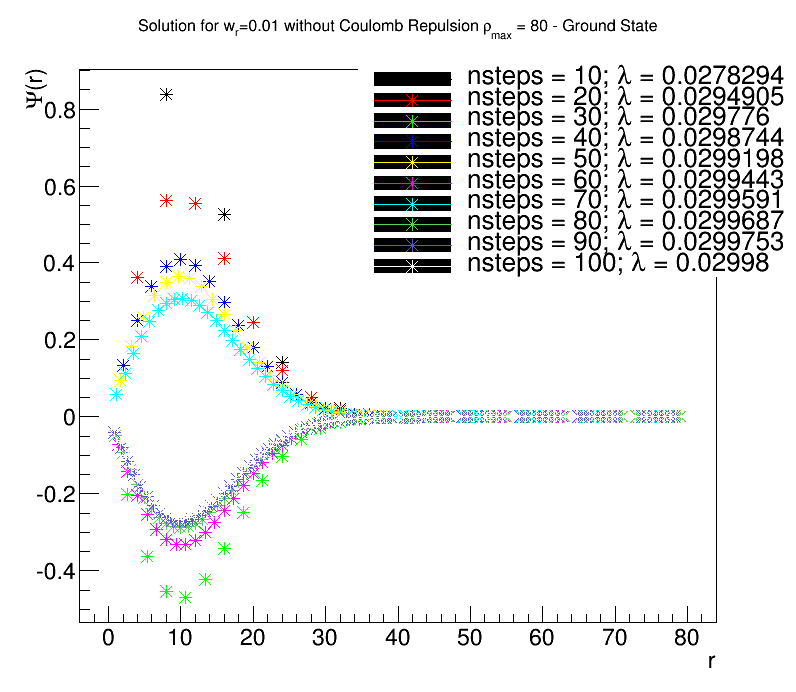 Solution for wr=0.01 without Coulomb Repulsion ρmax = 80 - Ground State
Ψ(r)
nsteps = 10; λ = 0.0278294
nsteps = 20; λ = 0.0294905
nsteps = 30; λ = 0.029776
nsteps = 40; λ = 0.0298744
nsteps = 50; λ = 0.0299198
nsteps = 60; λ = 0.0299443
nsteps = 70; λ = 0.0299591
nsteps = 80; λ = 0.0299687
nsteps = 90; λ = 0.0299753
nsteps = 100; λ = 0.02998
0.8
0.6
0.4
0.2
0
-0.2
-0.4
0 10 20 30 40 50 60 70 80
r